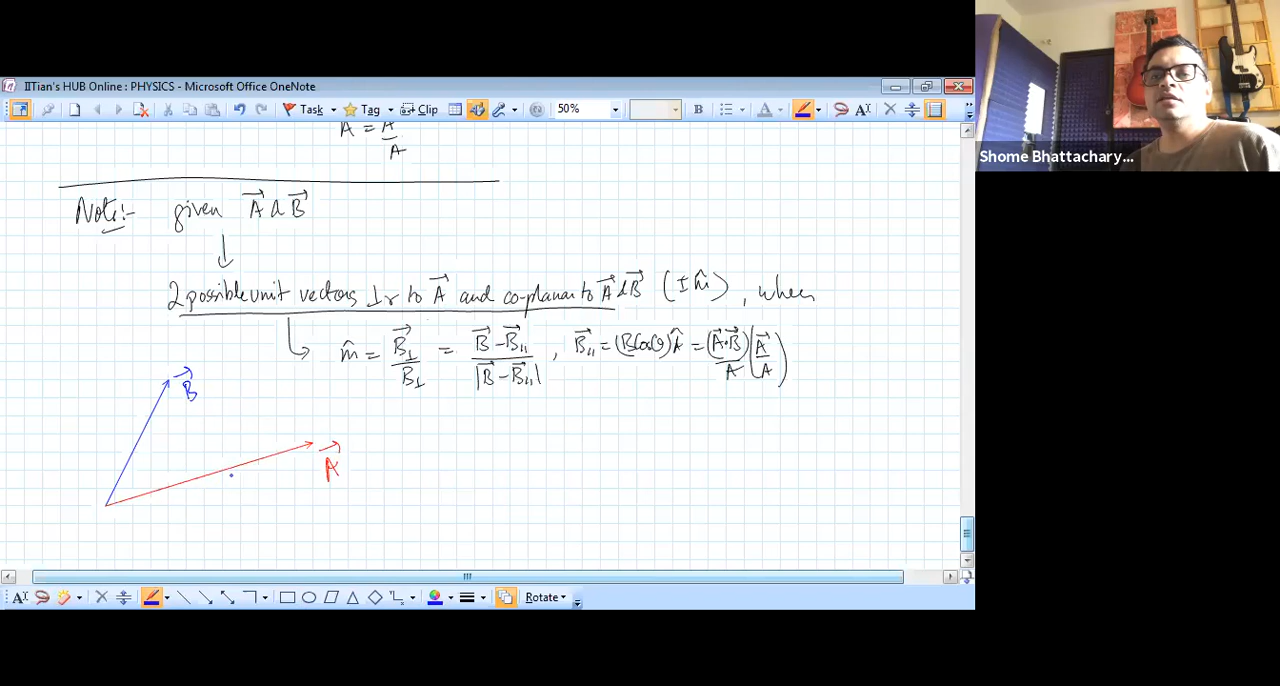 IITian's HUB Online : PHYSICS - Microsoft Office OneNote
Task Tag Clip 50% B A
Shome Bhattachary...
A = A/A
Note:- given A⃗ & B⃗
2 possible unit vectors ⊥r to A⃗ and co-planar to A⃗ & B⃗ (± m̂), where
m̂ = B⃗⊥/B⊥ = (B⃗ - B⃗॥)/|B⃗ - B⃗॥| , B⃗॥ = (B cosθ) Â = (A⃗·B⃗)/A (A⃗/A)
B⃗
A⃗
Rotate